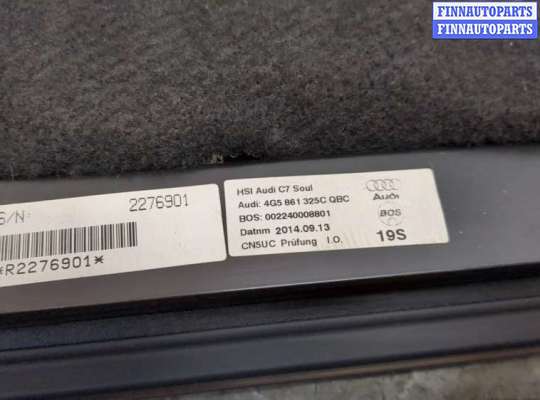 FINNAUTOPARTS
FINNAUTOPARTS
S/N: 2276901
*R2276901*
HSI Audi C7 Soul
Audi: 4G5 861 325C QBC
BOS: 002240008801
Datnm 2014.09.13
CN5UC Prüfung I.O.
Audi
BOS
19S